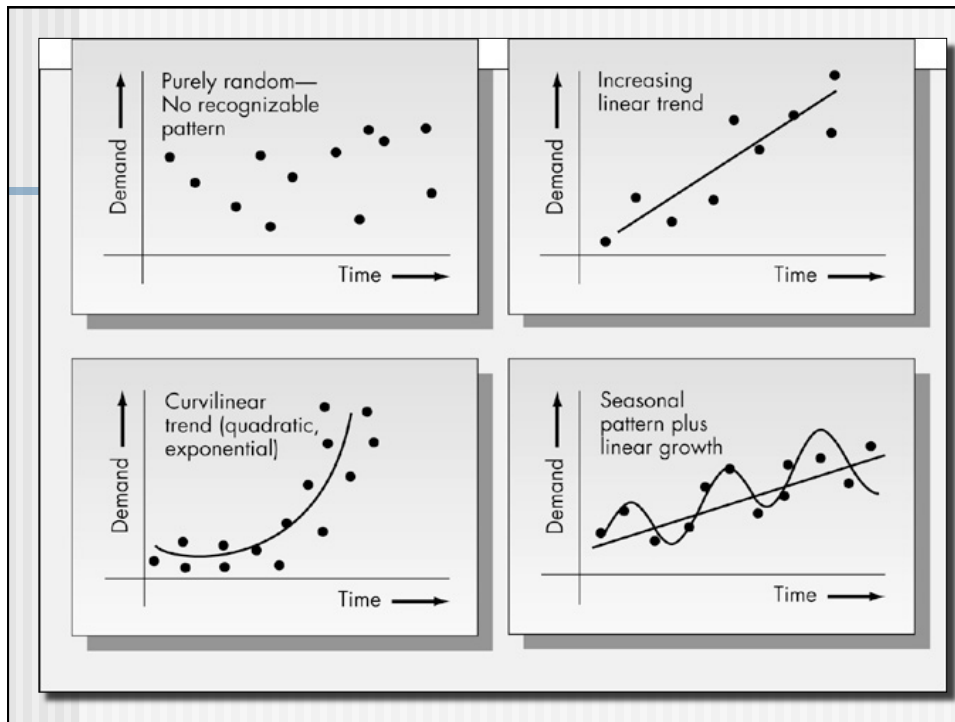 Purely random—
No recognizable
pattern
Demand
Time
Increasing
linear trend
Demand
Time
Curvilinear
trend (quadratic,
exponential)
Demand
Time
Seasonal
pattern plus
linear growth
Demand
Time